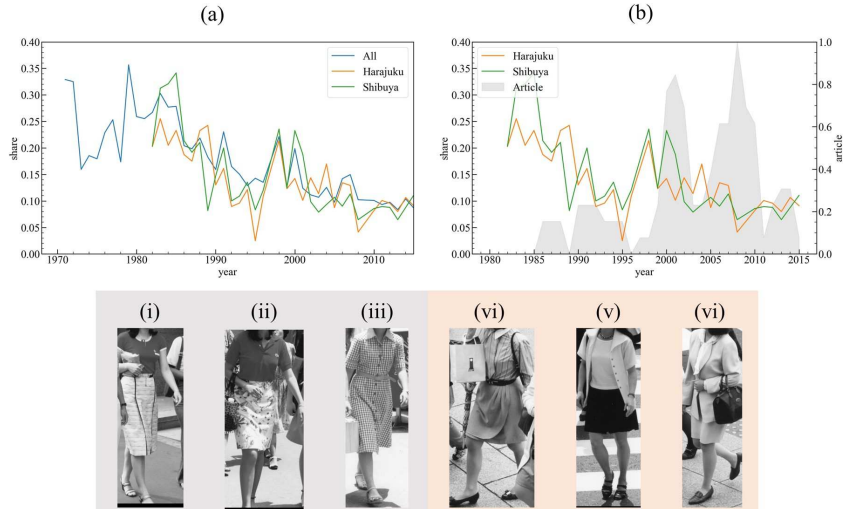 (a)
0.40
0.35
0.30
0.25
0.20
0.15
0.10
0.05
0.00
share
1970
1980
1990
2000
2010
year
All
Harajuku
Shibuya
(b)
0.40
0.35
0.30
0.25
0.20
0.15
0.10
0.05
0.00
share
1980
1985
1990
1995
2000
2005
2010
2015
year
Harajuku
Shibuya
Article
1.0
0.8
0.6
0.4
0.2
0.0
article
(i)
(ii)
(iii)
(vi)
(v)
(vi)